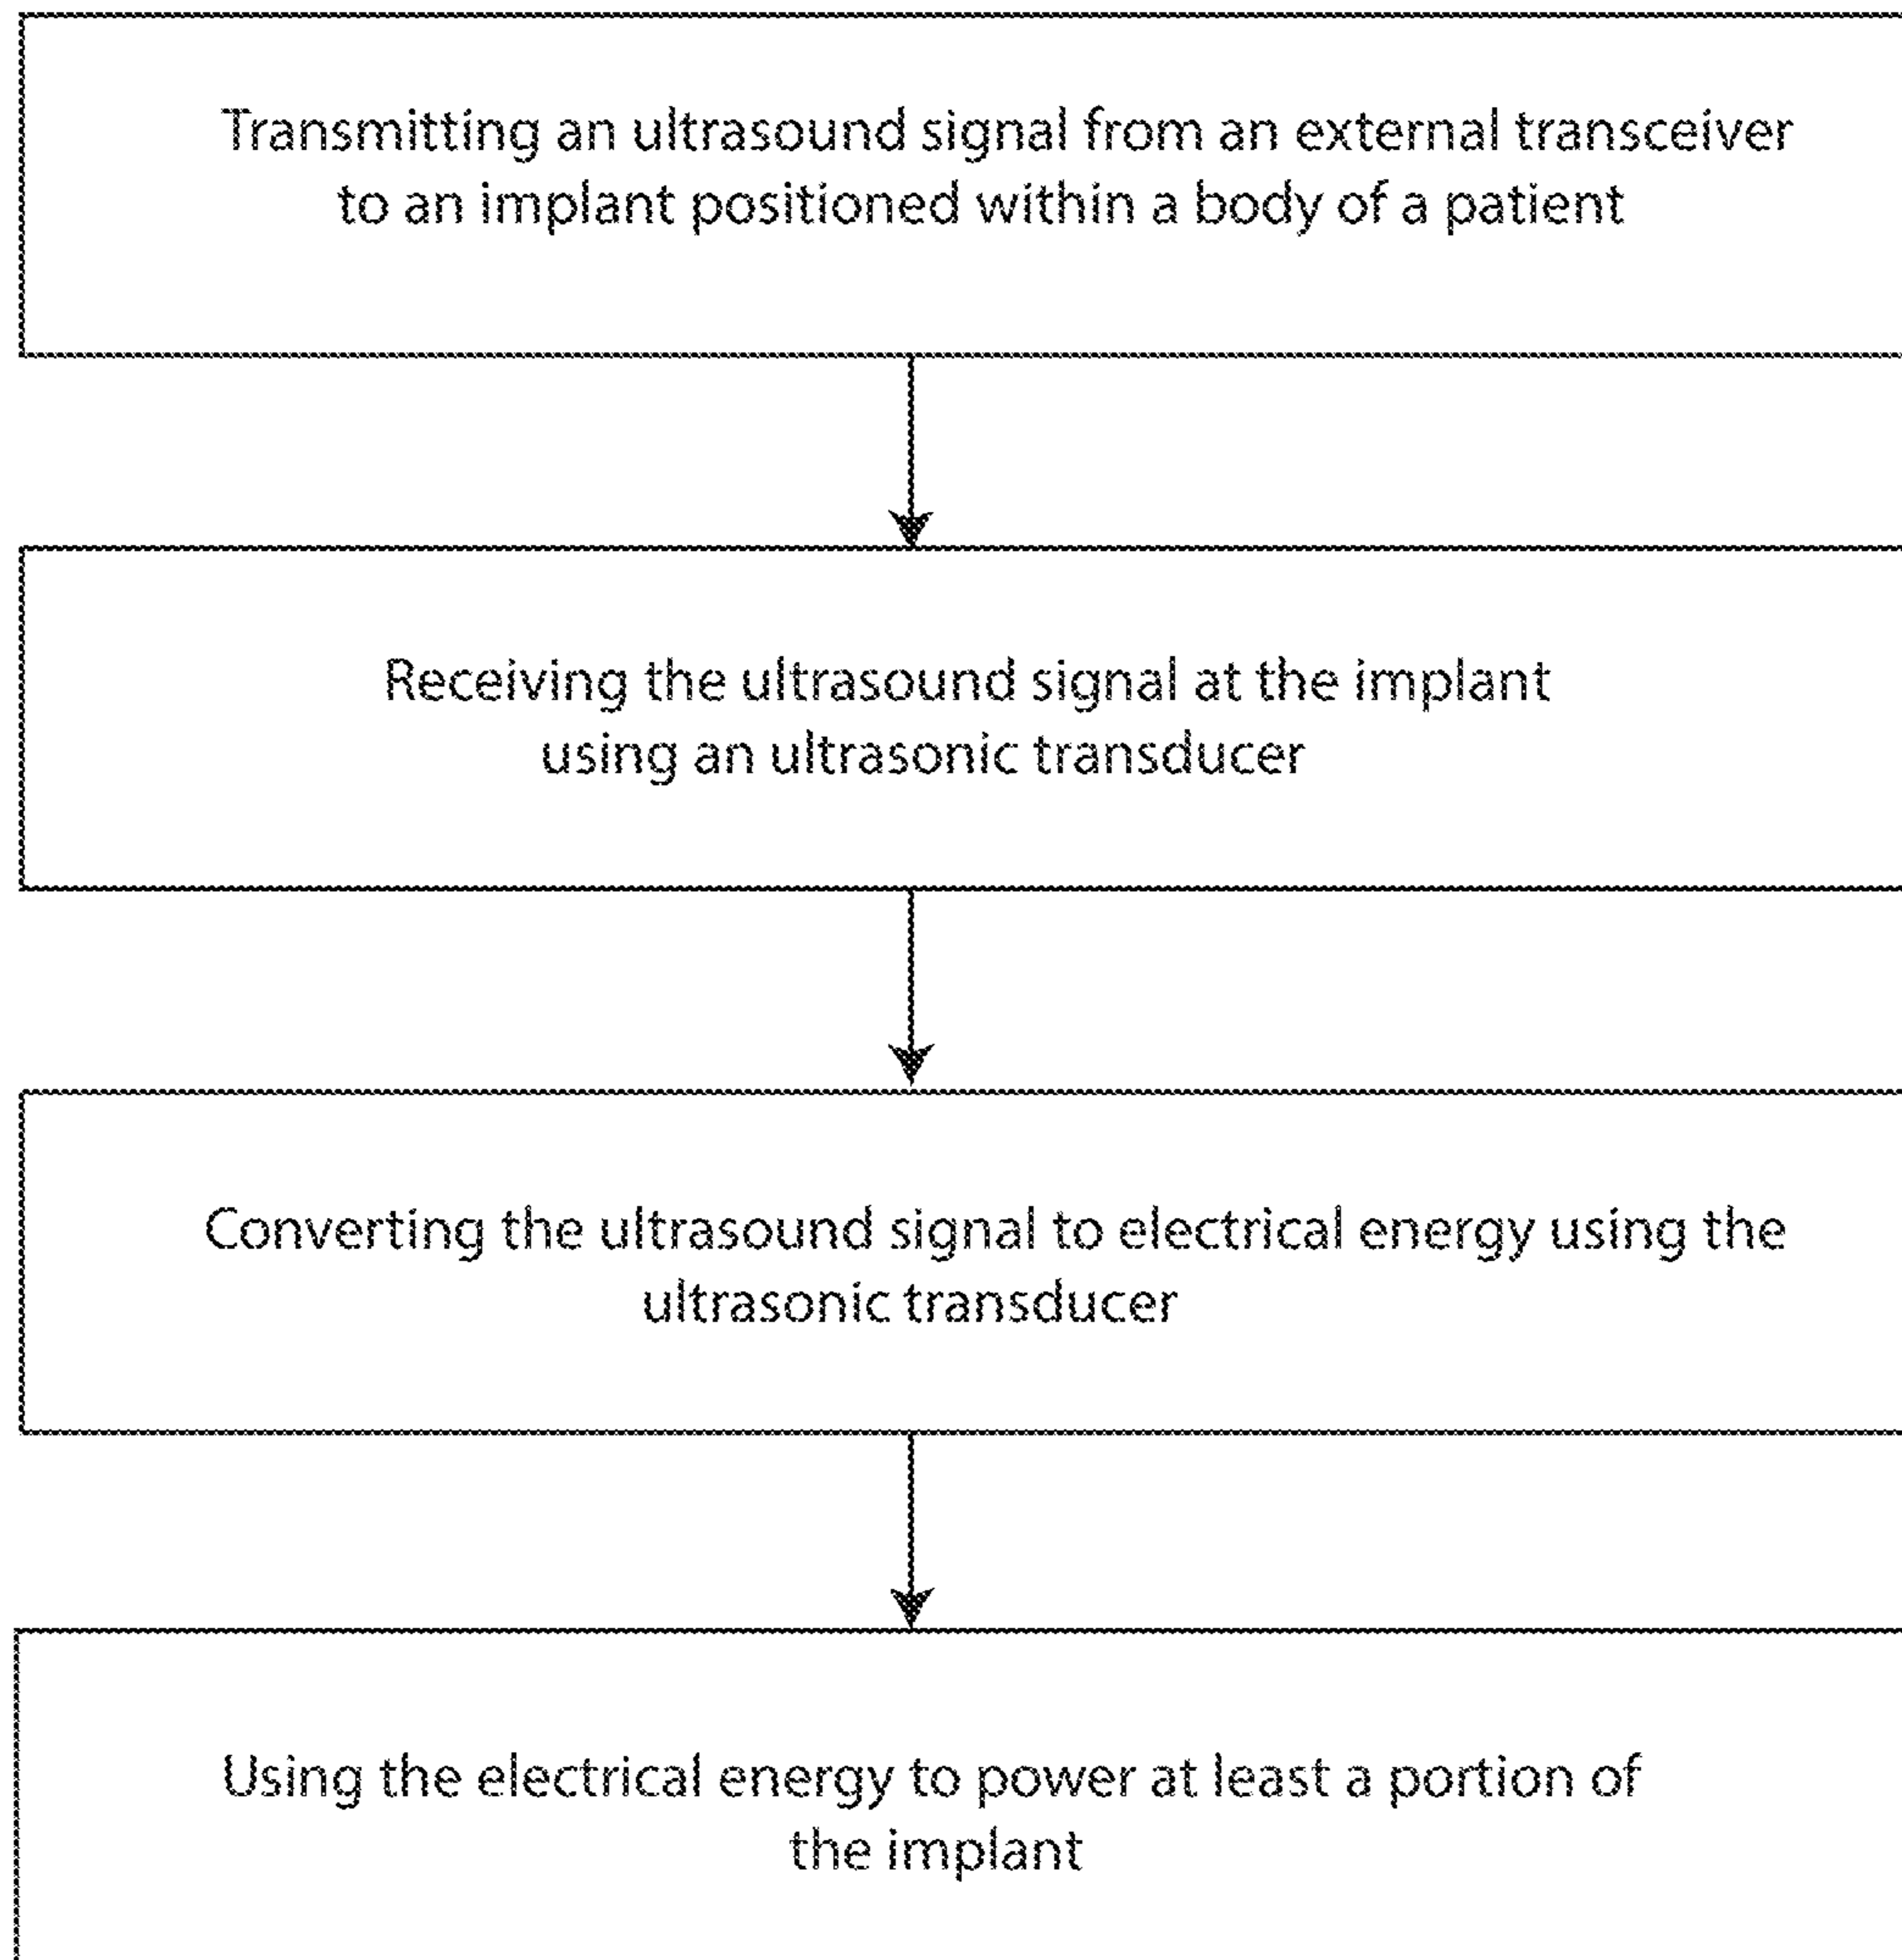 Transmitting an ultrasound signal from an external transceiver
to an implant positioned within a body of a patient
Receiving the ultrasound signal at the implant
using an ultrasonic transducer
Converting the ultrasound signal to electrical energy using the
ultrasonic transducer
Using the electrical energy to power at least a portion of
the implant